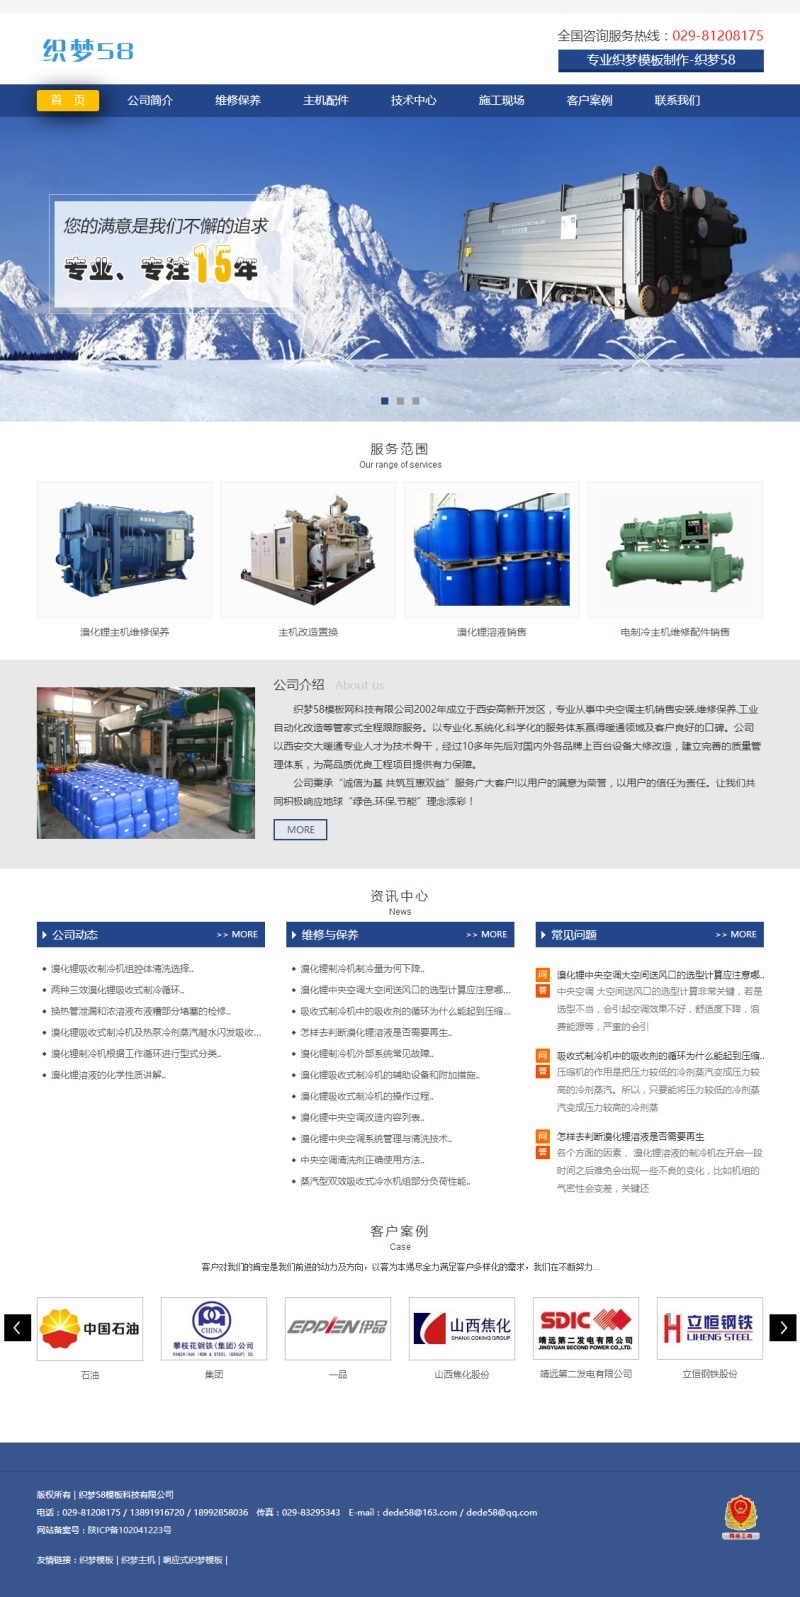 织梦58
全国咨询服务热线：029-81208175
专业织梦模板制作-织梦58
首 页 公司简介 维修保养 主机配件 技术中心 施工现场 客户案例 联系我们
您的满意是我们不懈的追求
专业、专注15年
服务范围
Our range of services
溴化锂主机维修保养 主机改造置换 溴化锂溶液销售 电制冷主机维修配件销售
公司介绍 About us
织梦58模板网科技有限公司2002年成立于西安高新开发区，专业从事中央空调主机销售安装.维修保养.工业
自动化改造等管家式全程跟踪服务。以专业化.系统化.科学化的服务体系赢得暖通领域及客户良好的口碑。公司
以西安交大暖通专业人才为技术骨干，经过10多年先后对国内外各品牌上百台设备大修改造，建立完善的质量管
理体系，为高品质优良工程项目提供有力保障。
公司秉承“诚信为基 共筑互惠双益”服务广大客户!以用户的满意为荣誉，以用户的信任为责任。让我们共
同积极响应地球“绿色.环保.节能”理念添彩！
MORE
资讯中心
News
公司动态 >> MORE
溴化锂吸收制冷机组腔体清洗选择..
两种三效溴化锂吸收式制冷循环..
换热管泄漏和浓溶液布液槽部分堵塞的检修..
溴化锂吸收式制冷机及热泵冷剂蒸汽凝水闪发吸收...
溴化锂制冷机根据工作循环进行型式分类..
溴化锂溶液的化学性质讲解..
维修与保养 >> MORE
溴化锂制冷机制冷量为何下降..
溴化锂中央空调大空间送风口的选型计算应注意哪...
吸收式制冷机中的吸收剂的循环为什么能起到压缩...
怎样去判断溴化锂溶液是否需要再生..
溴化锂制冷机外部系统常见故障..
溴化锂吸收式制冷机的辅助设备和附加措施..
溴化锂吸收式制冷机的操作过程..
溴化锂中央空调改造内容列表..
溴化锂中央空调系统管理与清洗技术..
中央空调清洗剂正确使用方法..
蒸汽型双效吸收式冷水机组部分负荷性能..
常见问题 >> MORE
问 溴化锂中央空调大空间送风口的选型计算应注意哪..
答 中央空调 大空间送风口的选型计算非常关键，若是
选型不当，会引起空调效果不好，舒适度下降，浪
费能源等，严重的会引
问 吸收式制冷机中的吸收剂的循环为什么能起到压缩..
答 压缩机的作用是把压力较低的冷剂蒸汽变成压力较
高的冷剂蒸汽。所以，只要能将压力较低的冷剂蒸
汽变成压力较高的冷剂蒸
问 怎样去判断溴化锂溶液是否需要再生
答 各个方面的因素， 溴化锂溶液的制冷机在开启一段
时间之后难免会出现一些不良的变化，比如机组的
气密性会变差，关键还
客户案例
Case
客户对我们的肯定是我们前进的动力及方向，以客为本竭尽全力满足客户多样化的需求，我们在不断努力...
中国石油
CHINA
攀枝花钢铁(集团)公司
PANZHIHUA IRON & STEEL (GROUP) CO.
EPPIEN伊品
山西焦化
SHANXI COKING GROUP
SDIC
靖远第二发电有限公司
JINGYUAN SECOND POWER CO.,LTD.
立恒钢铁
LIHENG STEEL
石油 集团 一品 山西焦化股份 靖远第二发电有限公司 立恒钢铁股份
版权所有 | 织梦58模板科技有限公司
电话：029-81208175 / 13891916720 / 18992858036 传真：029-83295343 E-mail：dede58@163.com / dede58@qq.com
网站备案号：陕ICP备102041223号
友情链接：织梦模板 | 织梦主机 | 响应式织梦模板 |
网络工商